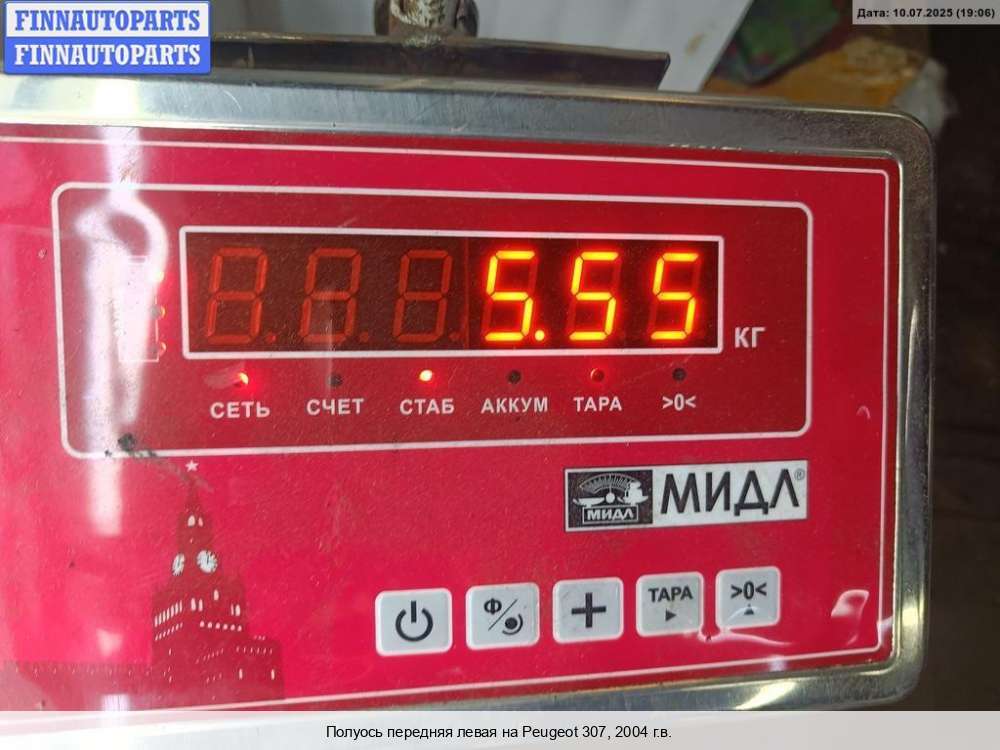 FINNAUTOPARTS
FINNAUTOPARTS
Дата: 10.07.2025 (19:06)
5.55
КГ
СЕТЬ СЧЕТ СТАБ АККУМ ТАРА >0<
МИДЛ МИДЛ®
Ф ТАРА >0<
Полуось передняя левая на Peugeot 307, 2004 г.в.